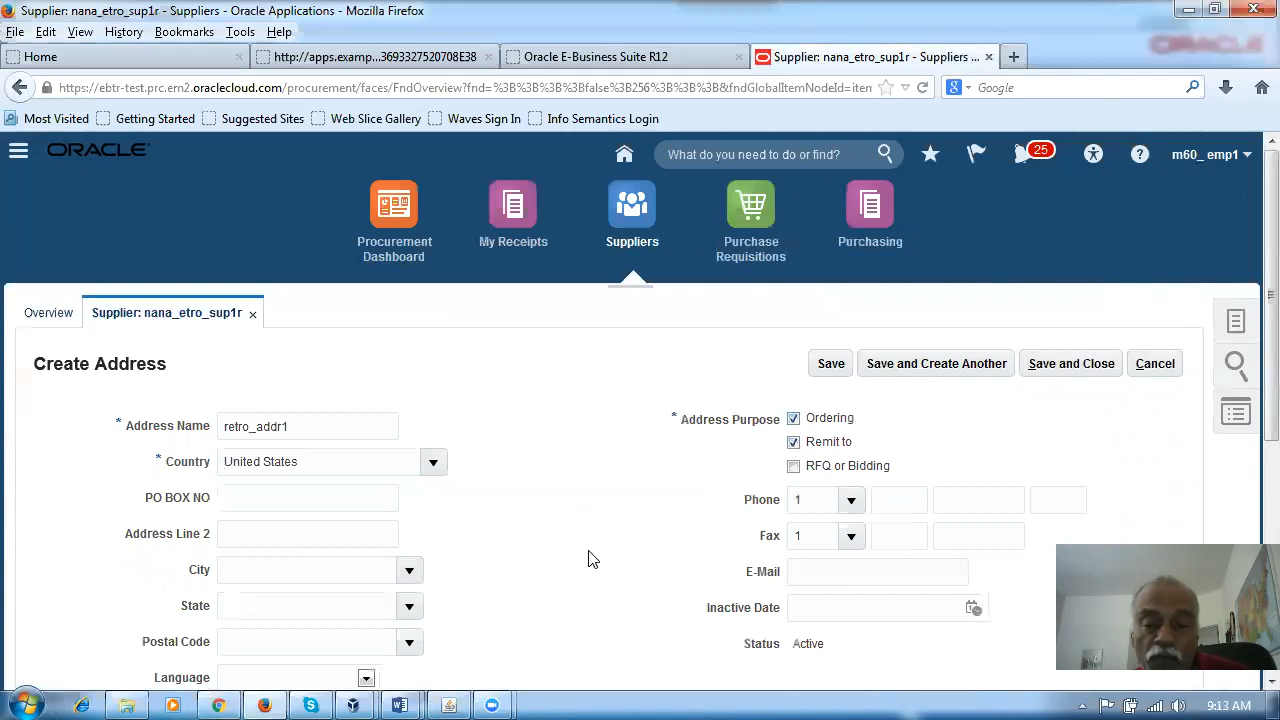 Supplier: nana_etro_sup1r - Suppliers - Oracle Applications - Mozilla Firefox
File Edit View History Bookmarks Tools Help
Home
http://apps.examp...3693327520708E38
Oracle E-Business Suite R12
Supplier: nana_etro_sup1r - Suppliers ...
https://ebtr-test.prc.em2.oraclecloud.com/procurement/faces/FndOverview?fnd=%3B%3B%3B%3Bfalse%3B256%3B%3B%3B&fndGlobalItemNodeId=item
Google
Most Visited Getting Started Suggested Sites Web Slice Gallery Waves Sign In Info Semantics Login
ORACLE
What do you need to do or find?
25
m60_ emp1
Procurement Dashboard
My Receipts
Suppliers
Purchase Requisitions
Purchasing
Overview
Supplier: nana_etro_sup1r
Create Address
Save
Save and Create Another
Save and Close
Cancel
* Address Name retro_addr1
* Country United States
PO BOX NO
Address Line 2
City
State
Postal Code
Language
* Address Purpose Ordering
Remit to
RFQ or Bidding
Phone 1
Fax 1
E-Mail
Inactive Date
Status Active
9:13 AM